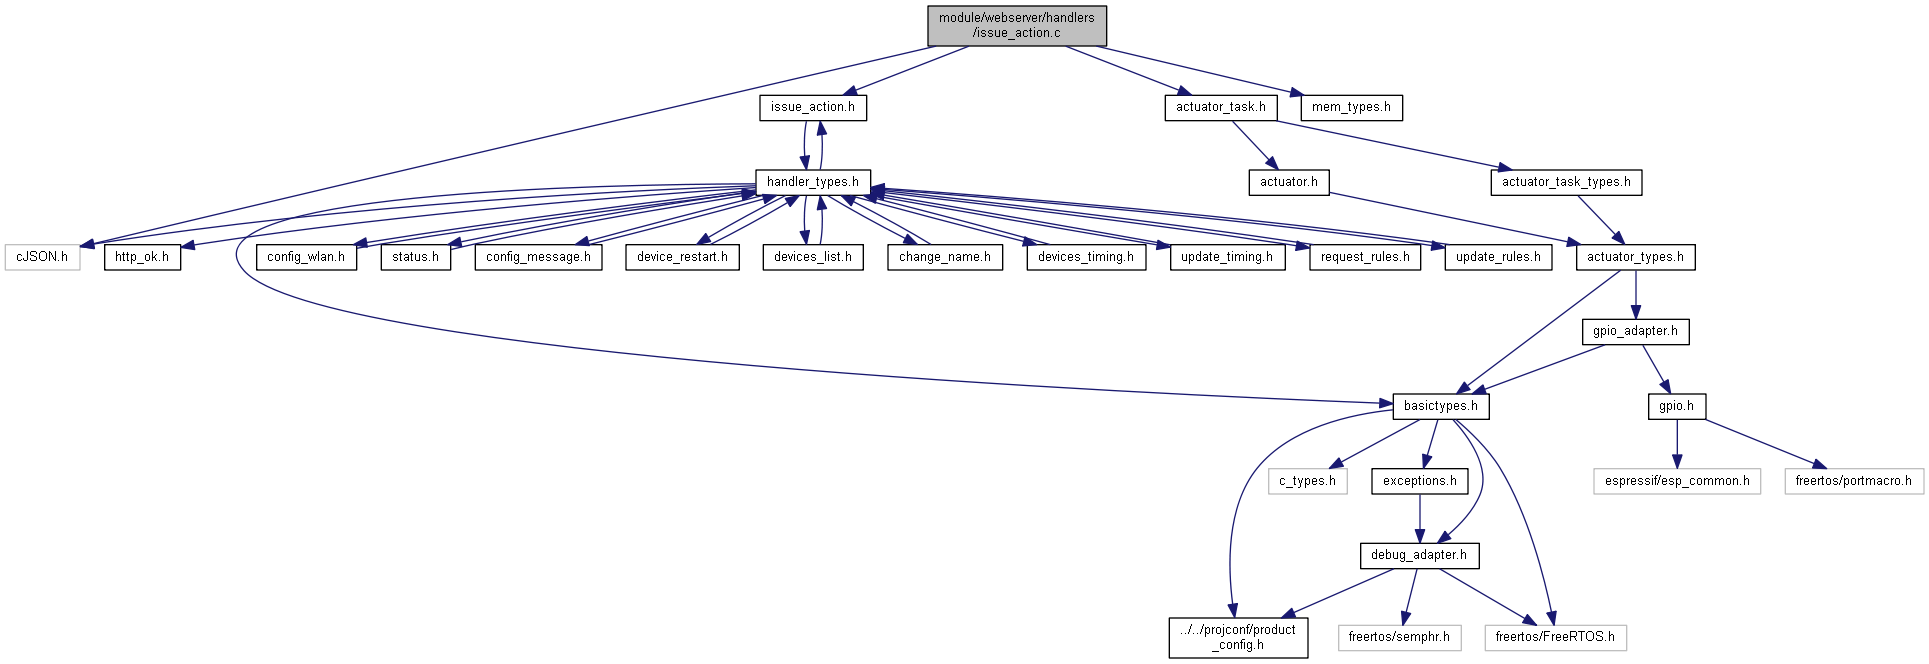 module/webserver/handlers
/issue_action.c
issue_action.h
actuator_task.h
mem_types.h
handler_types.h
actuator.h
actuator_task_types.h
cJSON.h
http_ok.h
config_wlan.h
status.h
config_message.h
device_restart.h
devices_list.h
change_name.h
devices_timing.h
update_timing.h
request_rules.h
update_rules.h
actuator_types.h
gpio_adapter.h
basictypes.h
gpio.h
c_types.h
exceptions.h
espressif/esp_common.h
freertos/portmacro.h
debug_adapter.h
../../projconf/product
_config.h
freertos/semphr.h
freertos/FreeRTOS.h